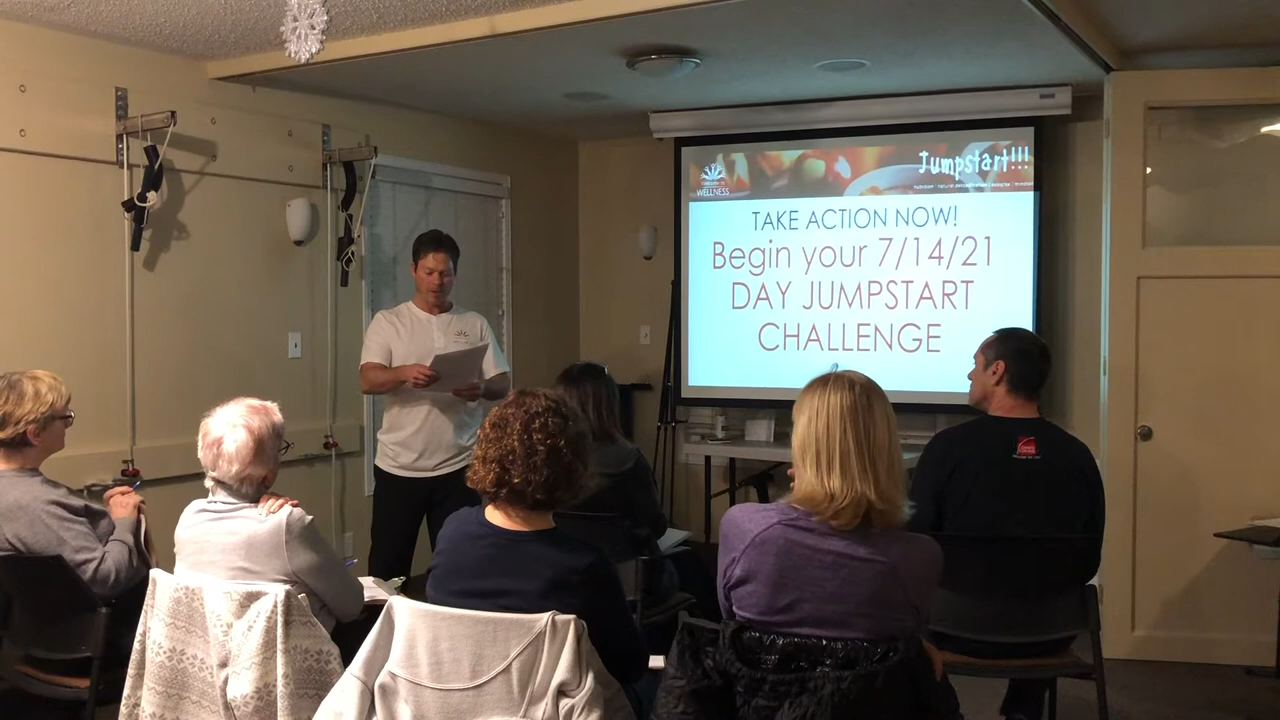 Jumpstart!!!
WELLNESS
TAKE ACTION NOW!
Begin your 7/14/21
DAY JUMPSTART
CHALLENGE